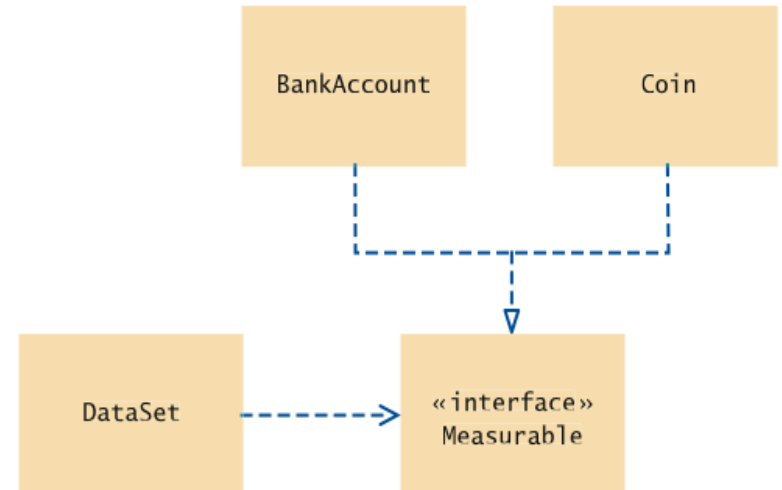 BankAccount
Coin
DataSet
«interface»
Measurable